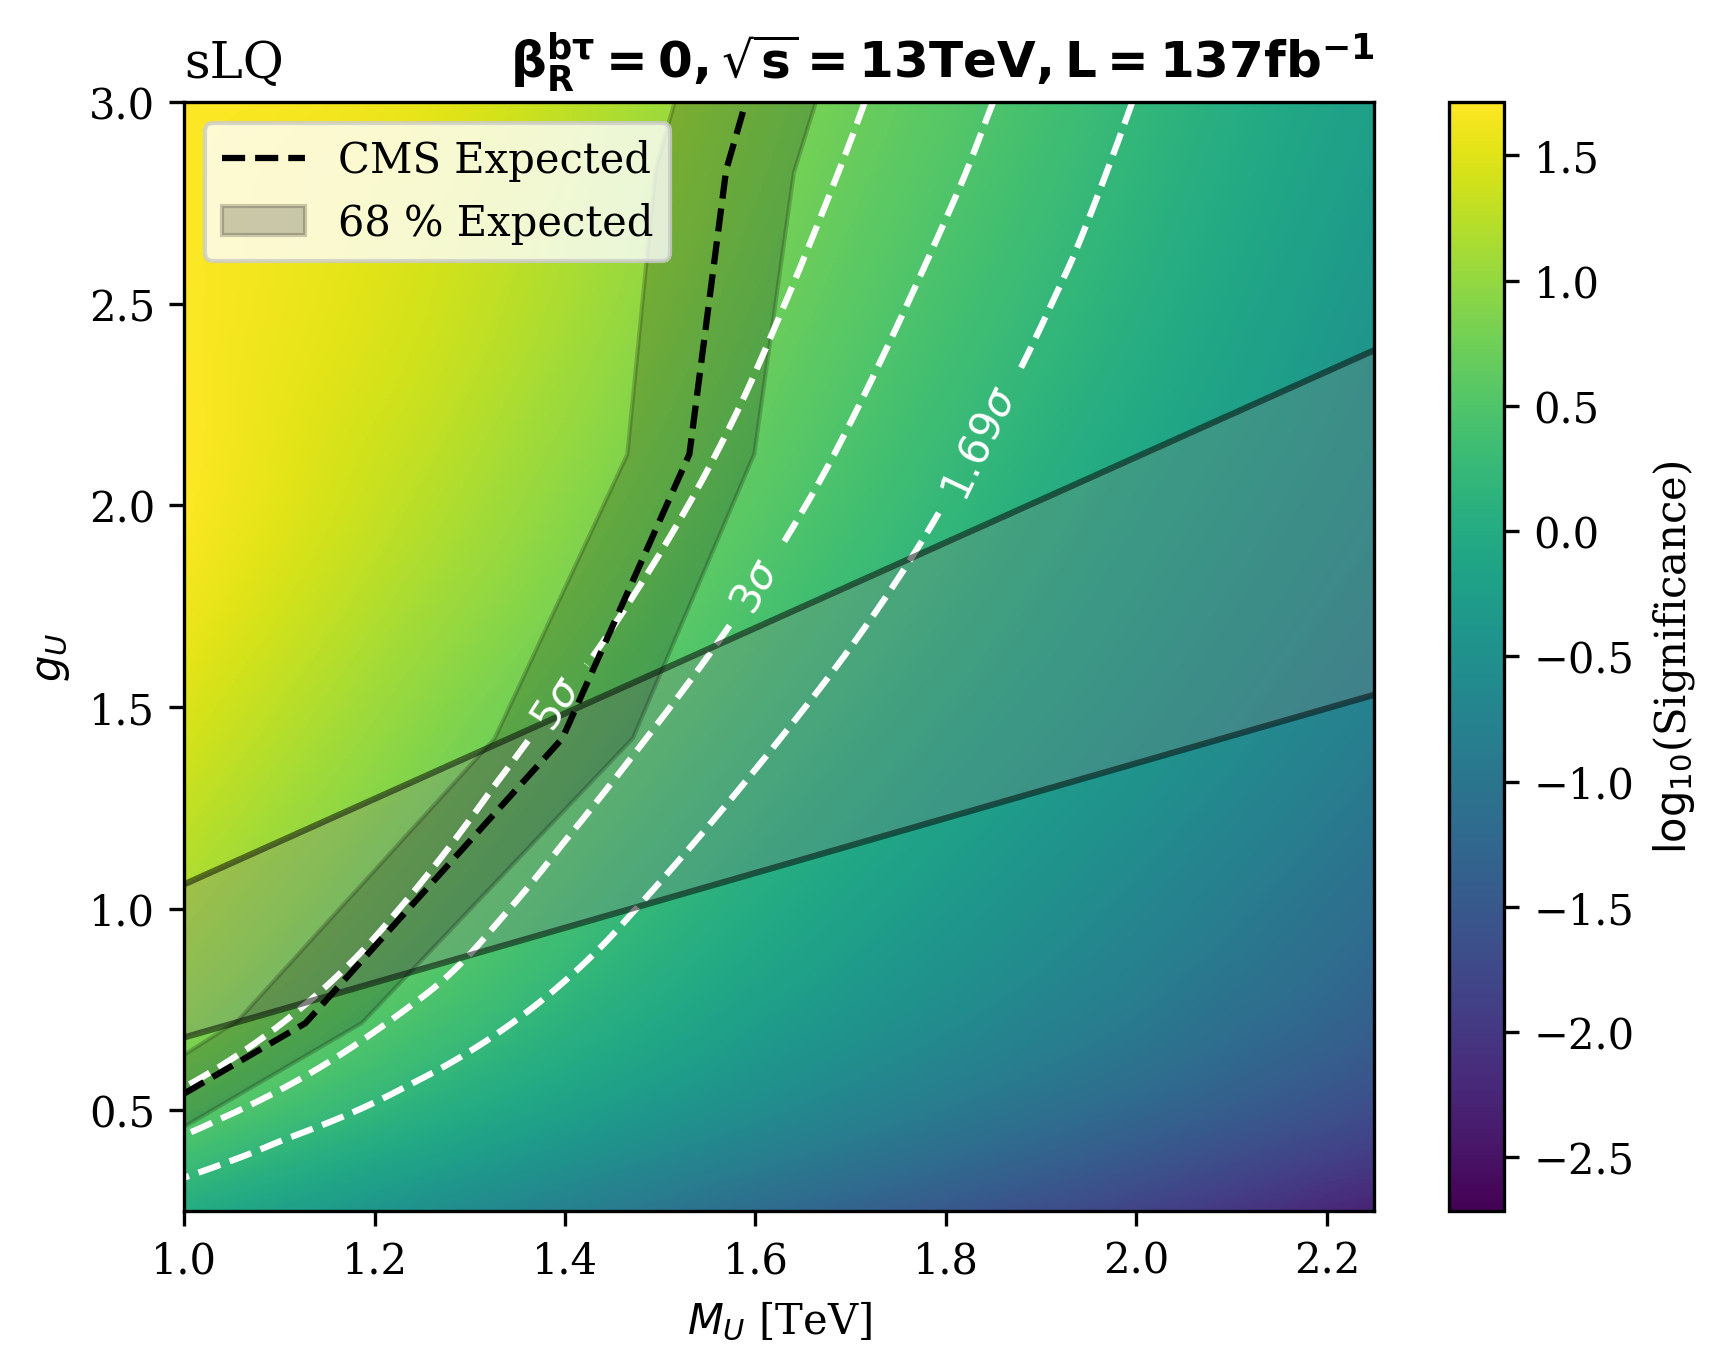 sLQ
β_R^{bτ} = 0, √s = 13TeV, L = 137fb⁻¹
CMS Expected
68 % Expected
3.0
2.5
2.0
1.5
1.0
0.5
g_U
5σ
3σ
1.69σ
1.0 1.2 1.4 1.6 1.8 2.0 2.2
M_U [TeV]
1.5
1.0
0.5
0.0
−0.5
−1.0
−1.5
−2.0
−2.5
log₁₀(Significance)